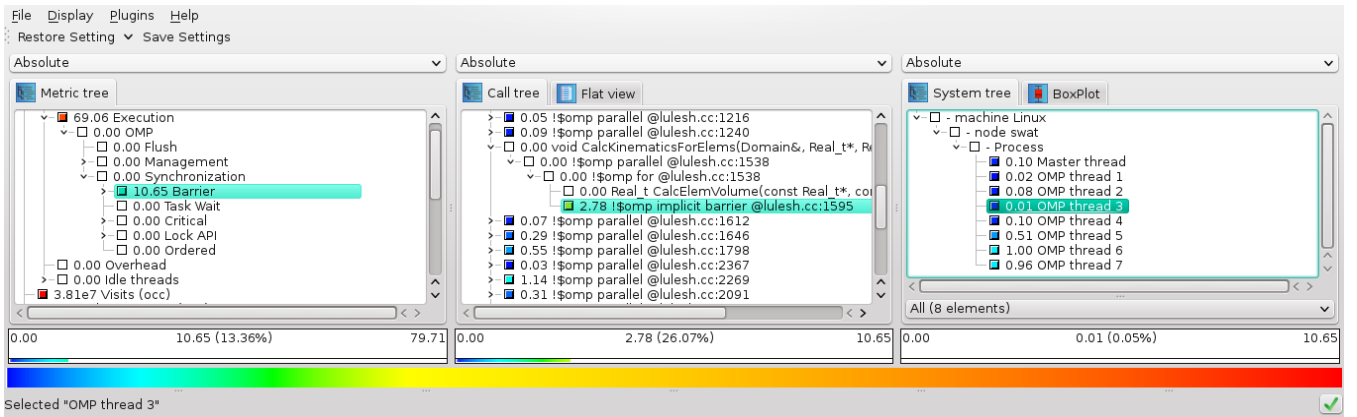 File Display Plugins Help
Restore Setting Save Settings
Absolute
Metric tree
69.06 Execution
0.00 OMP
0.00 Flush
0.00 Management
0.00 Synchronization
10.65 Barrier
0.00 Task Wait
0.00 Critical
0.00 Lock API
0.00 Ordered
0.00 Overhead
0.00 Idle threads
3.81e7 Visits (occ)
0.00 10.65 (13.36%) 79.71
Absolute
Call tree Flat view
0.05 !$omp parallel @lulesh.cc:1216
0.09 !$omp parallel @lulesh.cc:1240
0.00 void CalcKinematicsForElems(Domain&, Real_t*, Re
0.00 !$omp parallel @lulesh.cc:1538
0.00 !$omp for @lulesh.cc:1538
0.00 Real_t CalcElemVolume(const Real_t*, con
2.78 !$omp implicit barrier @lulesh.cc:1595
0.07 !$omp parallel @lulesh.cc:1612
0.29 !$omp parallel @lulesh.cc:1646
0.55 !$omp parallel @lulesh.cc:1798
0.03 !$omp parallel @lulesh.cc:2367
1.14 !$omp parallel @lulesh.cc:2269
0.31 !$omp parallel @lulesh.cc:2091
0.00 2.78 (26.07%) 10.65
Absolute
System tree BoxPlot
- machine Linux
- node swat
- Process
0.10 Master thread
0.02 OMP thread 1
0.08 OMP thread 2
0.01 OMP thread 3
0.10 OMP thread 4
0.51 OMP thread 5
1.00 OMP thread 6
0.96 OMP thread 7
All (8 elements)
0.00 0.01 (0.05%) 10.65
Selected "OMP thread 3"